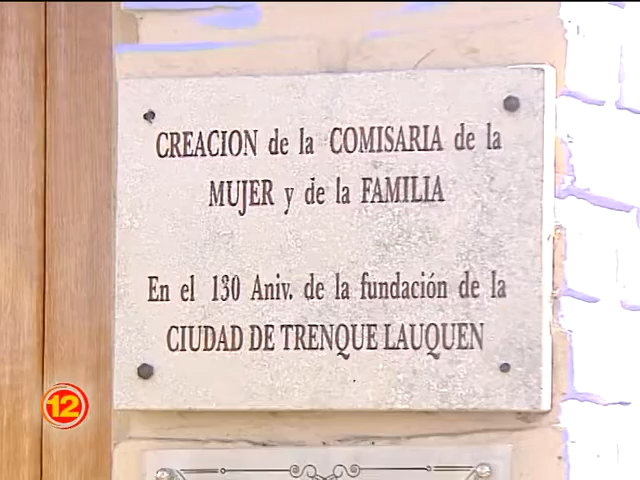 CREACION de la COMISARIA de la
MUJER y de la FAMILIA
En el 130 Aniv. de la fundación de la
CIUDAD DE TRENQUE LAUQUEN
12